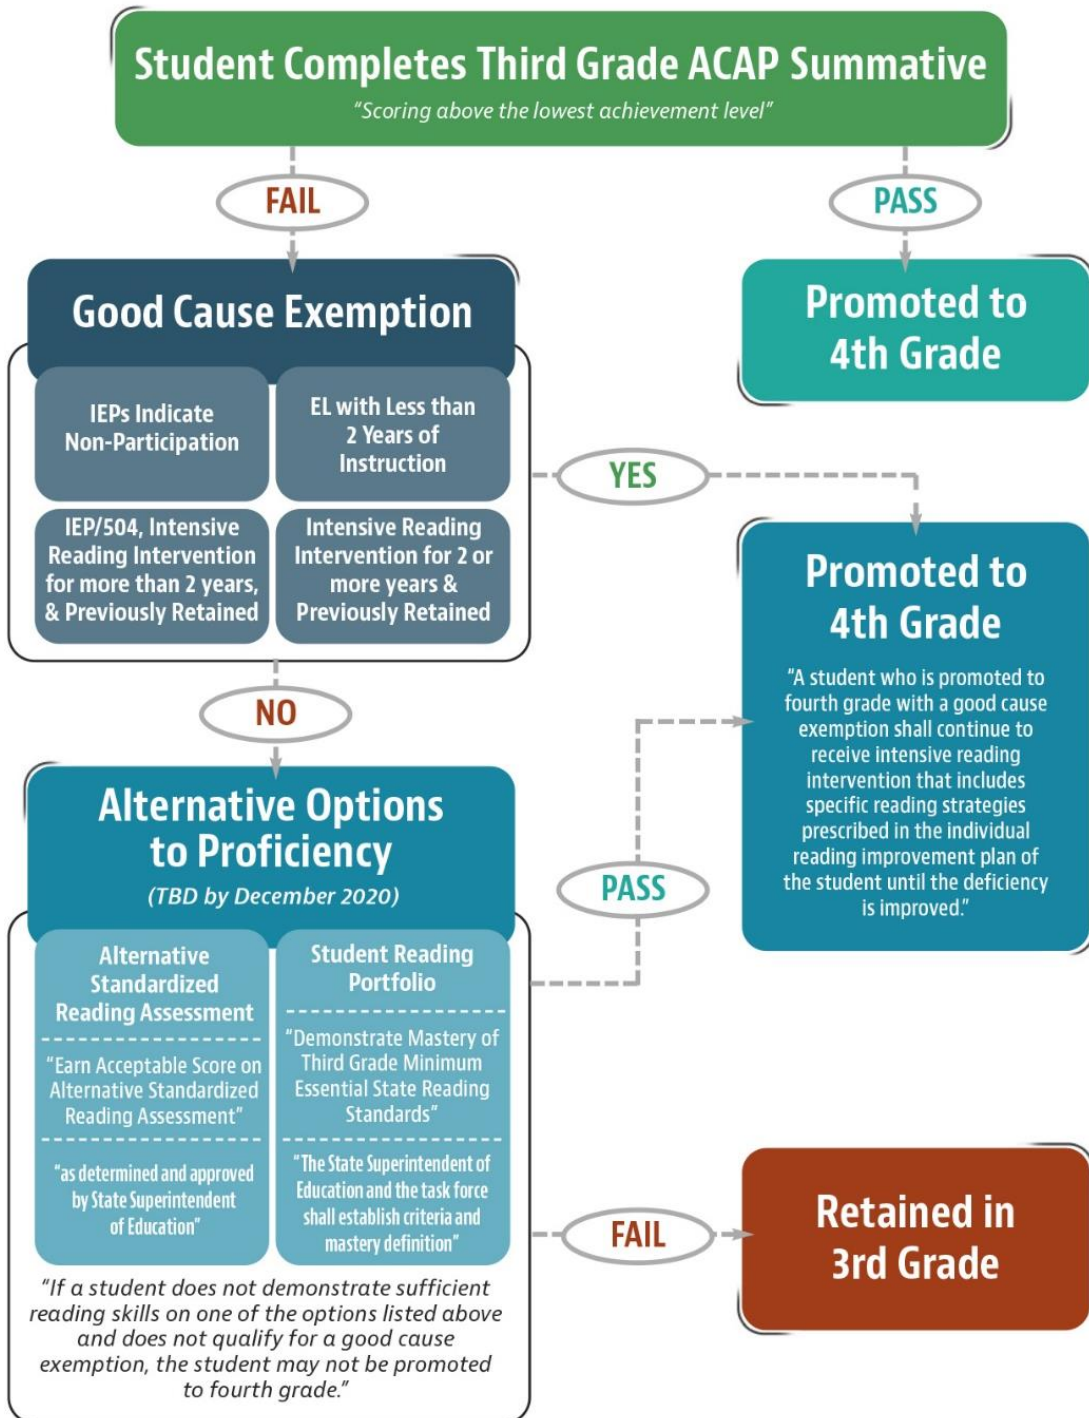 Student Completes Third Grade ACAP Summative
"Scoring above the lowest achievement level"
FAIL
PASS
Good Cause Exemption
IEPs Indicate
Non-Participation
EL with Less than
2 Years of
Instruction
IEP/504, Intensive
Reading Intervention
for more than 2 years,
& Previously Retained
Intensive Reading
Intervention for 2 or
more years &
Previously Retained
Promoted to
4th Grade
YES
Promoted to
4th Grade
"A student who is promoted to
fourth grade with a good cause
exemption shall continue to
receive intensive reading
intervention that includes
specific reading strategies
prescribed in the individual
reading improvement plan of
the student until the deficiency
is improved."
NO
Alternative Options
to Proficiency
(TBD by December 2020)
Alternative
Standardized
Reading Assessment
"Earn Acceptable Score on
Alternative Standardized
Reading Assessment"
"as determined and approved
by State Superintendent
of Education"
Student Reading
Portfolio
"Demonstrate Mastery of
Third Grade Minimum
Essential State Reading
Standards"
"The State Superintendent of
Education and the task force
shall establish criteria and
mastery definition"
"If a student does not demonstrate sufficient
reading skills on one of the options listed above
and does not qualify for a good cause
exemption, the student may not be promoted
to fourth grade."
PASS
FAIL
Retained in
3rd Grade